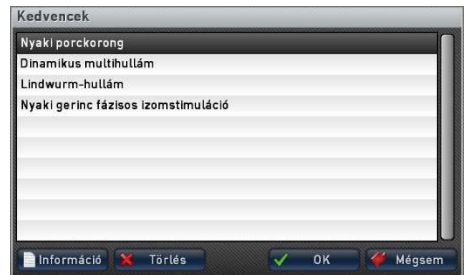 Kedvencek
Nyaki porckorong
Dinamikus multihullám
Lindwurm-hullám
Nyaki gerinc fázisos izomstimuláció
Információ Törlés OK Mégsem